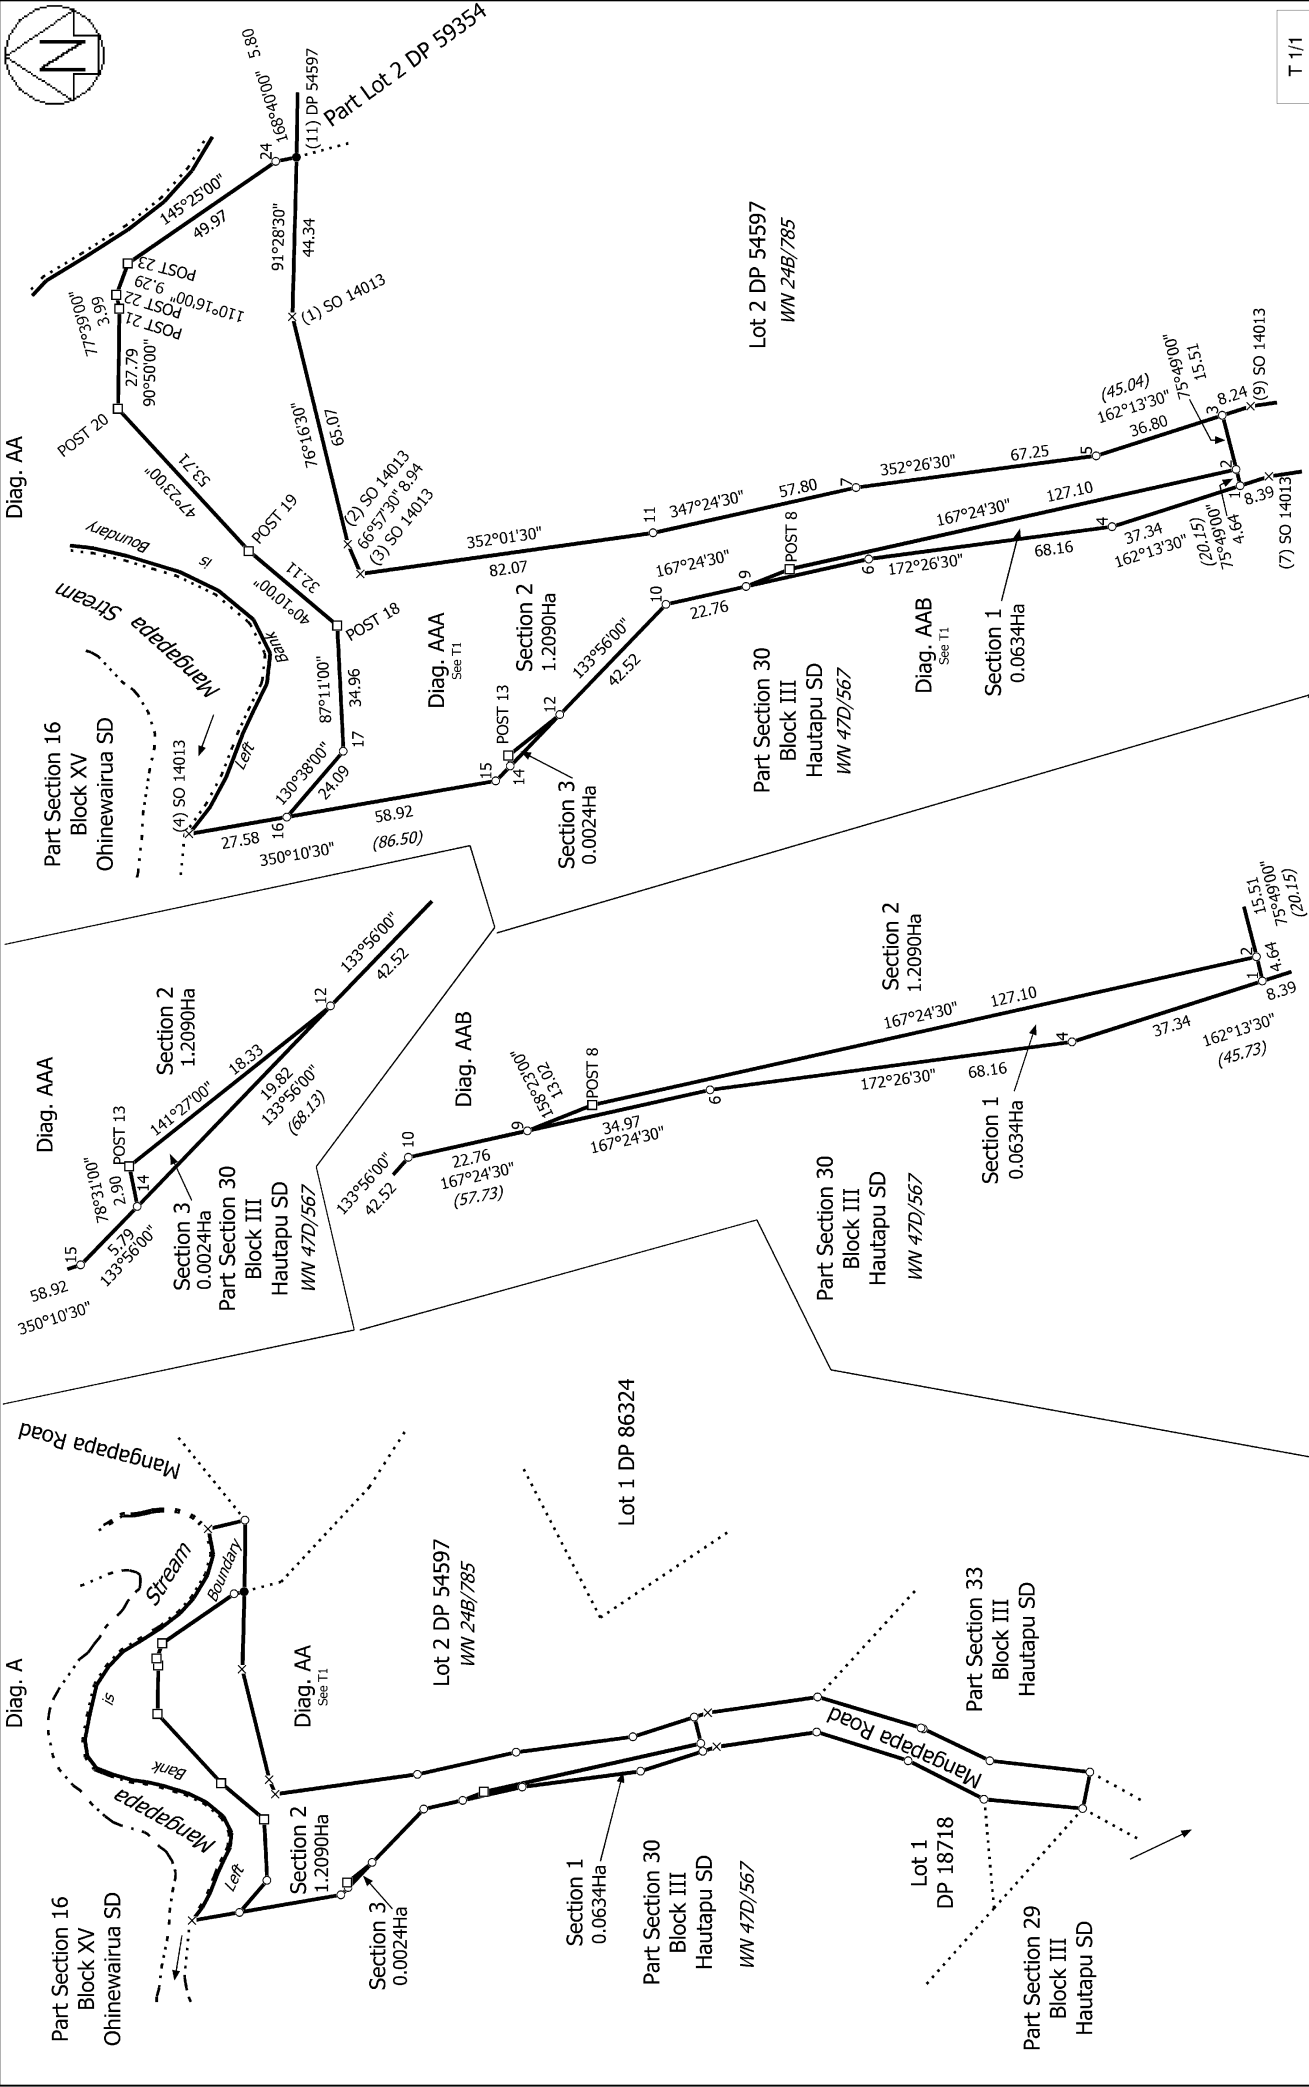 Diag. A
Part Section 16
Block XV
Ohinewairua SD
Mangapapa
Stream
Left
Bank
is
Boundary
Mangapapa Road
Section 2
1.2090Ha
Section 3
0.0024Ha
Diag. AA
See T1
Lot 2 DP 54597
WN 24B/785
Lot 1 DP 86324
Section 1
0.0634Ha
Part Section 30
Block III
Hautapu SD
WN 47D/567
Mangapapa Road
Part Section 33
Block III
Hautapu SD
Lot 1
DP 18718
Part Section 29
Block III
Hautapu SD
Diag. AAA
15
58.92
350°10'30"
5.79
133°56'00"
14
78°31'00"
2.90
POST 13
141°27'00"
18.33
19.82
133°56'00"
(68.13)
12
133°56'00"
42.52
Section 2
1.2090Ha
Section 3
0.0024Ha
Part Section 30
Block III
Hautapu SD
WN 47D/567
Diag. AAB
133°56'00"
42.52
10
22.76
167°24'30"
(57.73)
9
158°23'00"
13.02
POST 8
34.97
167°24'30"
6
172°26'30"
68.16
4
37.34
162°13'30"
(45.73)
167°24'30"
127.10
1
2
4.64
8.39
15.51
75°49'00"
(20.15)
Section 2
1.2090Ha
Section 1
0.0634Ha
Part Section 30
Block III
Hautapu SD
WN 47D/567
Diag. AA
N
Part Section 16
Block XV
Ohinewairua SD
Mangapapa Stream
Left
Bank
is
Boundary
(4) SO 14013
27.58
350°10'30"
16
58.92
(86.50)
130°38'00"
24.09
17
87°11'00"
34.96
POST 18
40°10'00"
32.11
POST 19
47°23'00"
53.71
POST 20
27.79
90°50'00"
POST 21
77°39'00"
3.99
POST 22
110°16'00" 9.29
POST 23
145°25'00"
49.97
24
168°40'00" 5.80
(11) DP 54597
Part Lot 2 DP 59354
91°28'30"
44.34
(1) SO 14013
76°16'30"
65.07
(2) SO 14013
66°57'30" 8.94
(3) SO 14013
352°01'30"
82.07
11
347°24'30"
57.80
7
352°26'30"
67.25
5
(45.04)
162°13'30"
36.80
3
8.24
(9) SO 14013
75°49'00"
15.51
2
1
(20.15)
75°49'00"
4.64
8.39
(7) SO 14013
37.34
162°13'30"
4
172°26'30"
68.16
6
167°24'30"
127.10
POST 8
9
167°24'30"
22.76
10
133°56'00"
42.52
12
POST 13
14
15
Diag. AAA
See T1
Section 2
1.2090Ha
Section 3
0.0024Ha
Part Section 30
Block III
Hautapu SD
WN 47D/567
Diag. AAB
See T1
Section 1
0.0634Ha
Lot 2 DP 54597
WN 24B/785
T 1/1